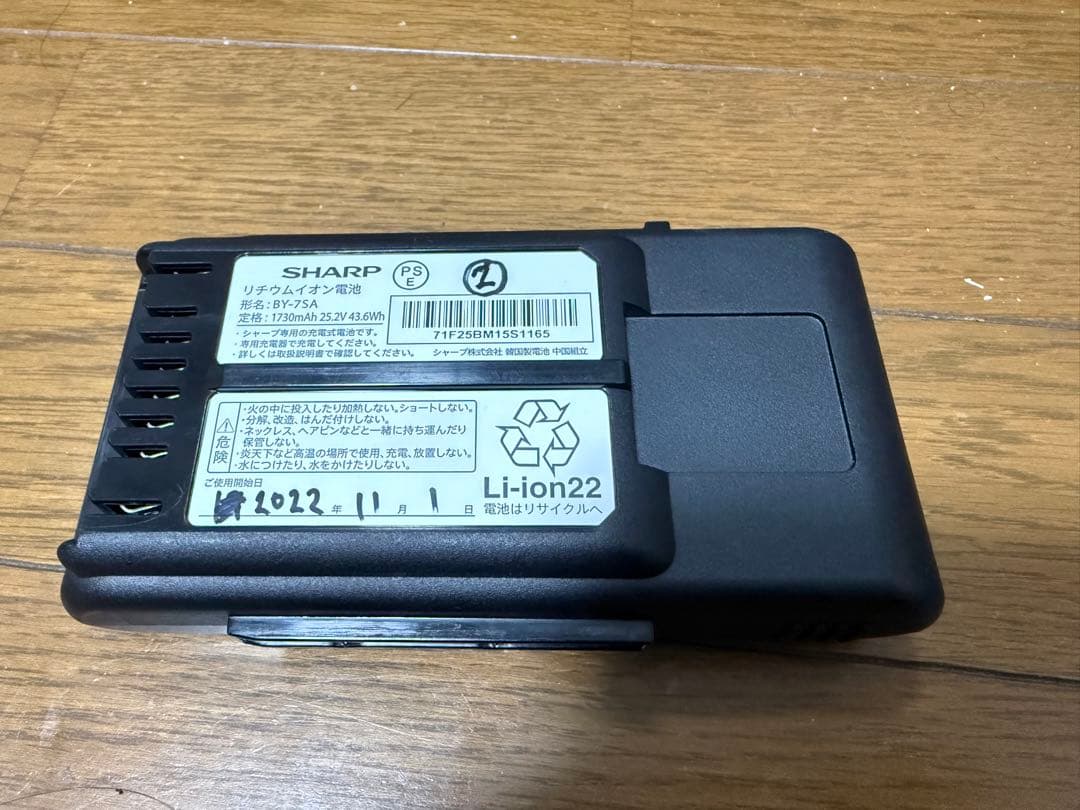 SHARP
PS
E
②
リチウムイオン電池
形名 : BY-7SA
定格 : 1730mAh 25.2V 43.6Wh
・シャープ専用の充電式電池です。
・専用充電器で充電してください。
・詳しくは取扱説明書で確認してください。
71F25BM15S1165
シャープ株式会社 韓国製電池 中国組立
危険
・火の中に投入したり加熱しない。ショートしない。
・分解、改造、はんだ付けしない。
・ネックレス、ヘアピンなどと一緒に持ち運んだり
保管しない。
・炎天下など高温の場所で使用、充電、放置しない。
・水につけたり、水をかけたりしない。
ご使用開始日
2022 年 11 月 1 日
Li-ion22
電池はリサイクルへ